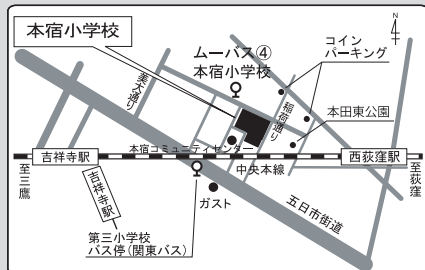 本宿小学校
ムーバス④
本宿小学校
コイン
パーキング
N
美大通り
稲荷通り
本田東公園
本宿コミュニティセンター
吉祥寺駅
西荻窪駅
至三鷹
吉祥寺駅
中央本線
至荻窪
ガスト
五日市街道
第三小学校
バス停(関東バス)